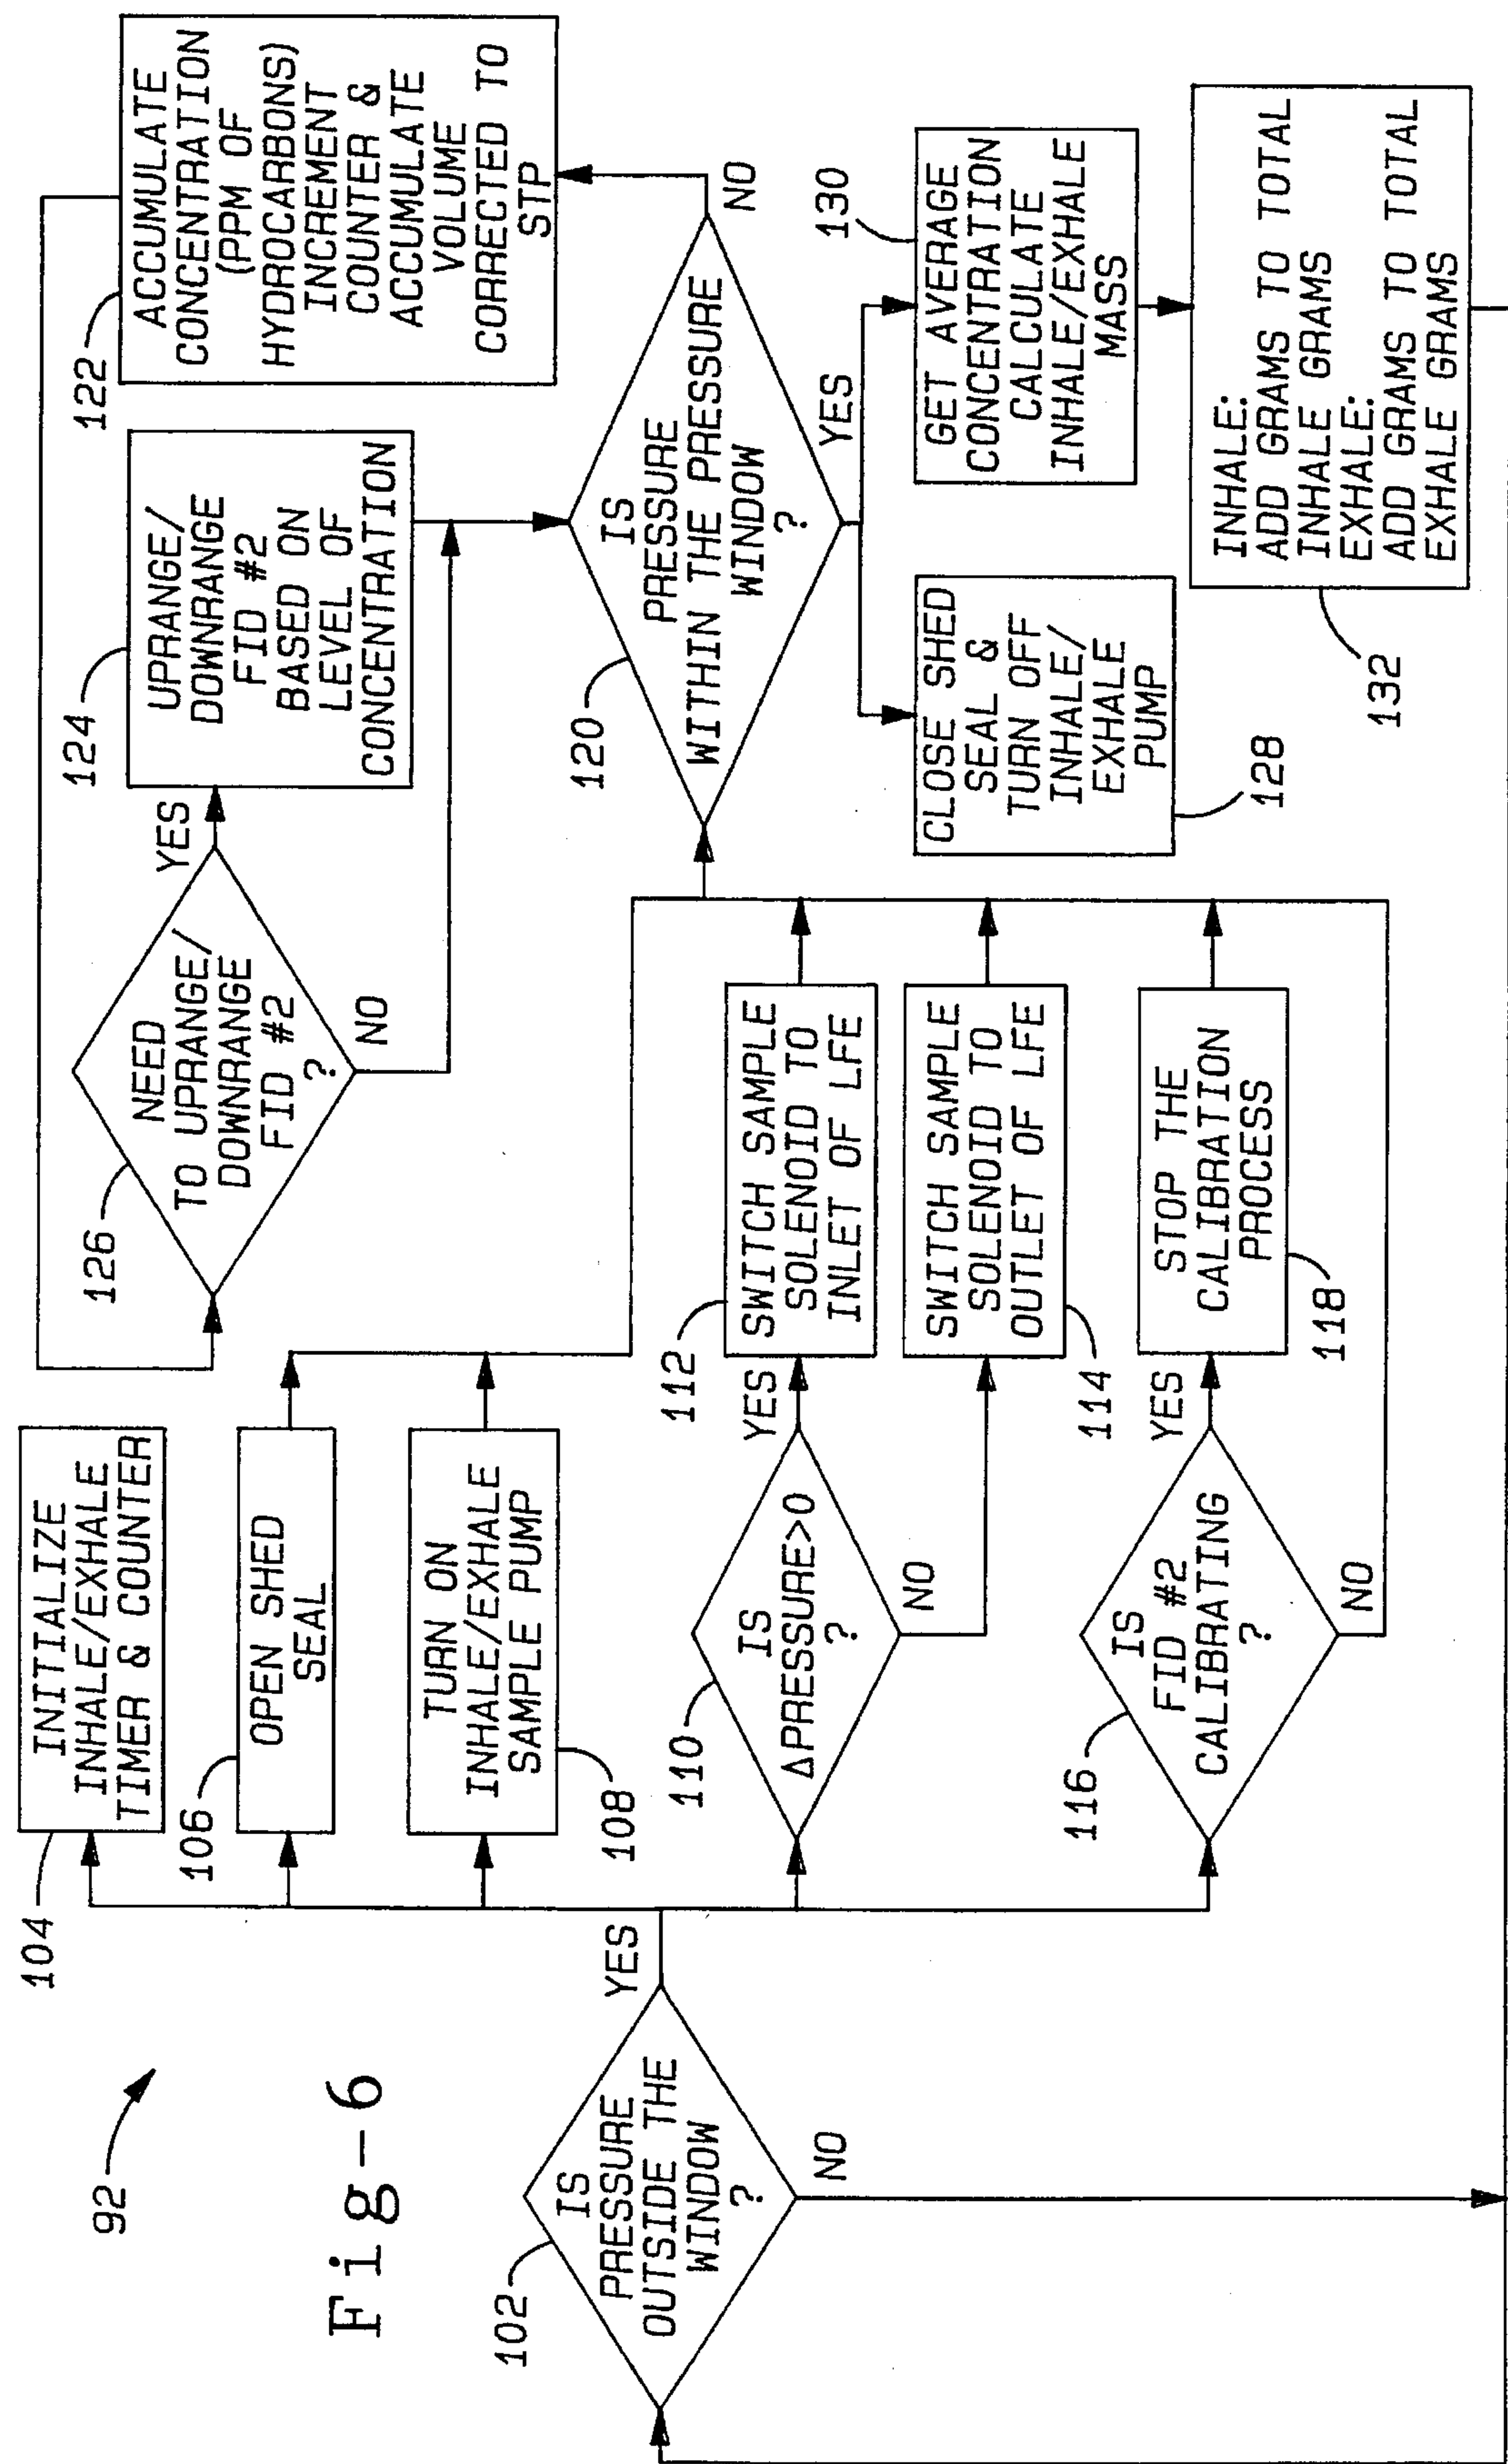 92
Fig-6
102
IS
PRESSURE
OUTSIDE THE
WINDOW
?
YES
NO
104
INITIALIZE
INHALE/EXHALE
TIMER & COUNTER
106
OPEN SHED
SEAL
108
TURN ON
INHALE/EXHALE
SAMPLE PUMP
110
IS
ΔPRESSURE>0
?
YES
NO
112
SWITCH SAMPLE
SOLENOID TO
INLET OF LFE
114
SWITCH SAMPLE
SOLENOID TO
OUTLET OF LFE
116
IS
FID #2
CALIBRATING
?
YES
NO
118
STOP THE
CALIBRATION
PROCESS
126
NEED
TO UPRANGE/
DOWNRANGE
FID #2
?
YES
NO
124
UPRANGE/
DOWNRANGE
FID #2
BASED ON
LEVEL OF
CONCENTRATION
120
IS
PRESSURE
WITHIN THE PRESSURE
WINDOW
?
NO
YES
122
ACCUMULATE
CONCENTRATION
(PPM OF
HYDROCARBONS)
INCREMENT
COUNTER &
ACCUMULATE
VOLUME
CORRECTED TO
STP
128
CLOSE SHED
SEAL &
TURN OFF
INHALE/
EXHALE
PUMP
130
GET AVERAGE
CONCENTRATION
CALCULATE
INHALE/EXHALE
MASS
132
INHALE:
ADD GRAMS TO TOTAL
INHALE GRAMS
EXHALE:
ADD GRAMS TO TOTAL
EXHALE GRAMS